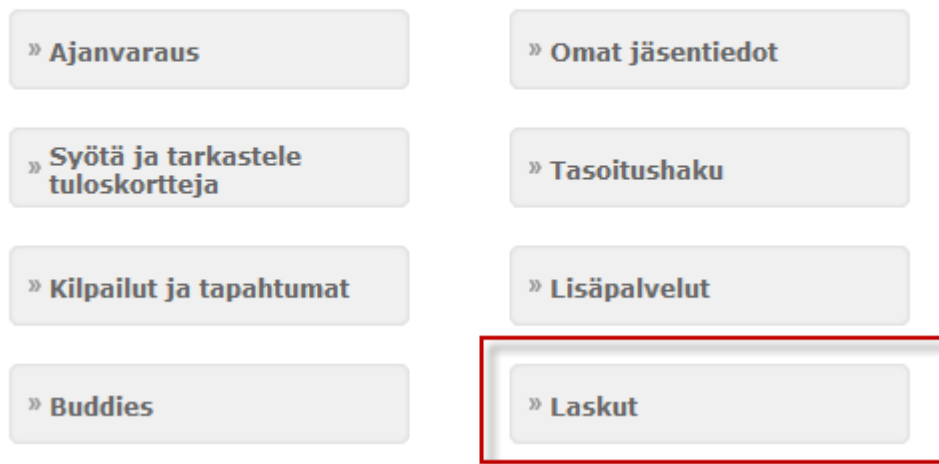 » Ajanvaraus
» Omat jäsentiedot
» Syötä ja tarkastele
tuloskortteja
» Tasoitushaku
» Kilpailut ja tapahtumat
» Lisäpalvelut
» Buddies
» Laskut